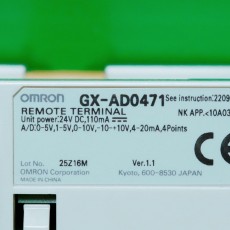 OMRON GX-AD0471 See instruction:2209
REMOTE TERMINAL NK APP.<10A03
Unit power:24V DC,110mA
A/D:0–5V,1–5V,0–10V,-10–+10V,4–20mA,4Points
Lot No. 25Z16M Ver.1.1
OMRON Corporation Kyoto,600-8530 JAPAN
MADE IN CHINA
CE